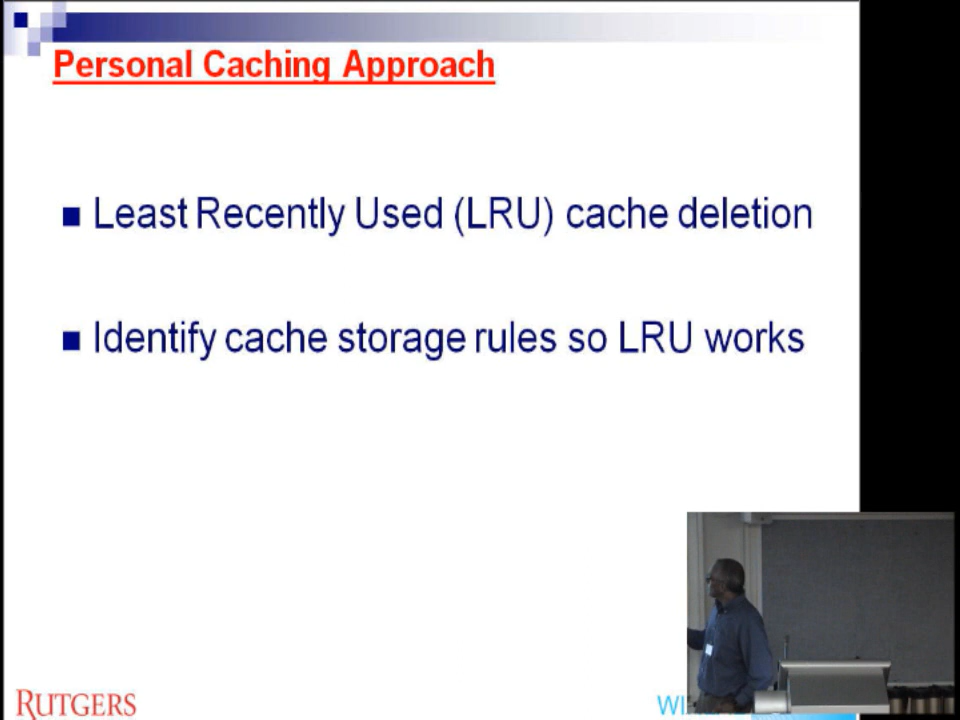 Personal Caching Approach
Least Recently Used (LRU) cache deletion
Identify cache storage rules so LRU works
RUTGERS